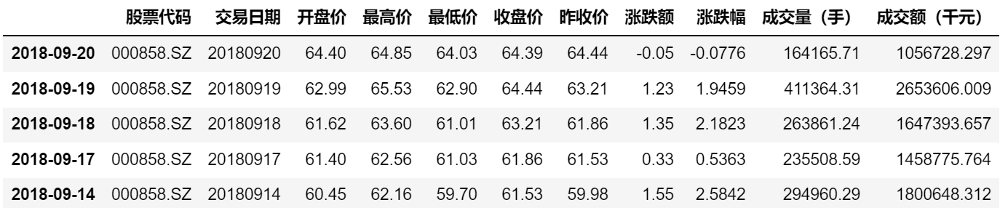 股票代码 交易日期 开盘价 最高价 最低价 收盘价 昨收价 涨跌额 涨跌幅 成交量（手） 成交额（千元）
2018-09-20 000858.SZ 20180920 64.40 64.85 64.03 64.39 64.44 -0.05 -0.0776 164165.71 1056728.297
2018-09-19 000858.SZ 20180919 62.99 65.53 62.90 64.44 63.21 1.23 1.9459 411364.31 2653606.009
2018-09-18 000858.SZ 20180918 61.62 63.60 61.01 63.21 61.86 1.35 2.1823 263861.24 1647393.657
2018-09-17 000858.SZ 20180917 61.40 62.56 61.03 61.86 61.53 0.33 0.5363 235508.59 1458775.764
2018-09-14 000858.SZ 20180914 60.45 62.16 59.70 61.53 59.98 1.55 2.5842 294960.29 1800648.312